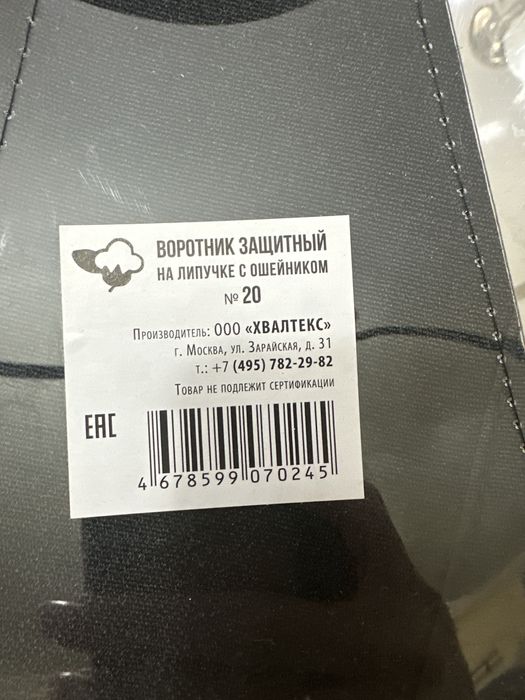 ВОРОТНИК ЗАЩИТНЫЙ
НА ЛИПУЧКЕ С ОШЕЙНИКОМ
№ 20
Производитель: ООО «ХВАЛТЕКС»
г. Москва, ул. Зарайская, д. 31
т.: +7 (495) 782-29-82
Товар не подлежит сертификации
ЕАС
4 678599 070245